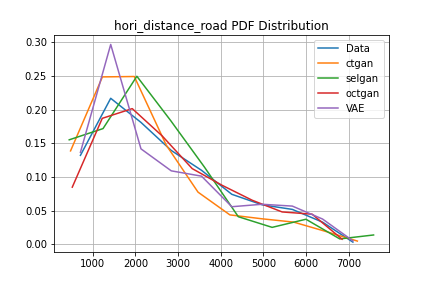 hori_distance_road PDF Distribution
0.30
0.25
0.20
0.15
0.10
0.05
0.00
Data
ctgan
selgan
octgan
VAE
1000 2000 3000 4000 5000 6000 7000